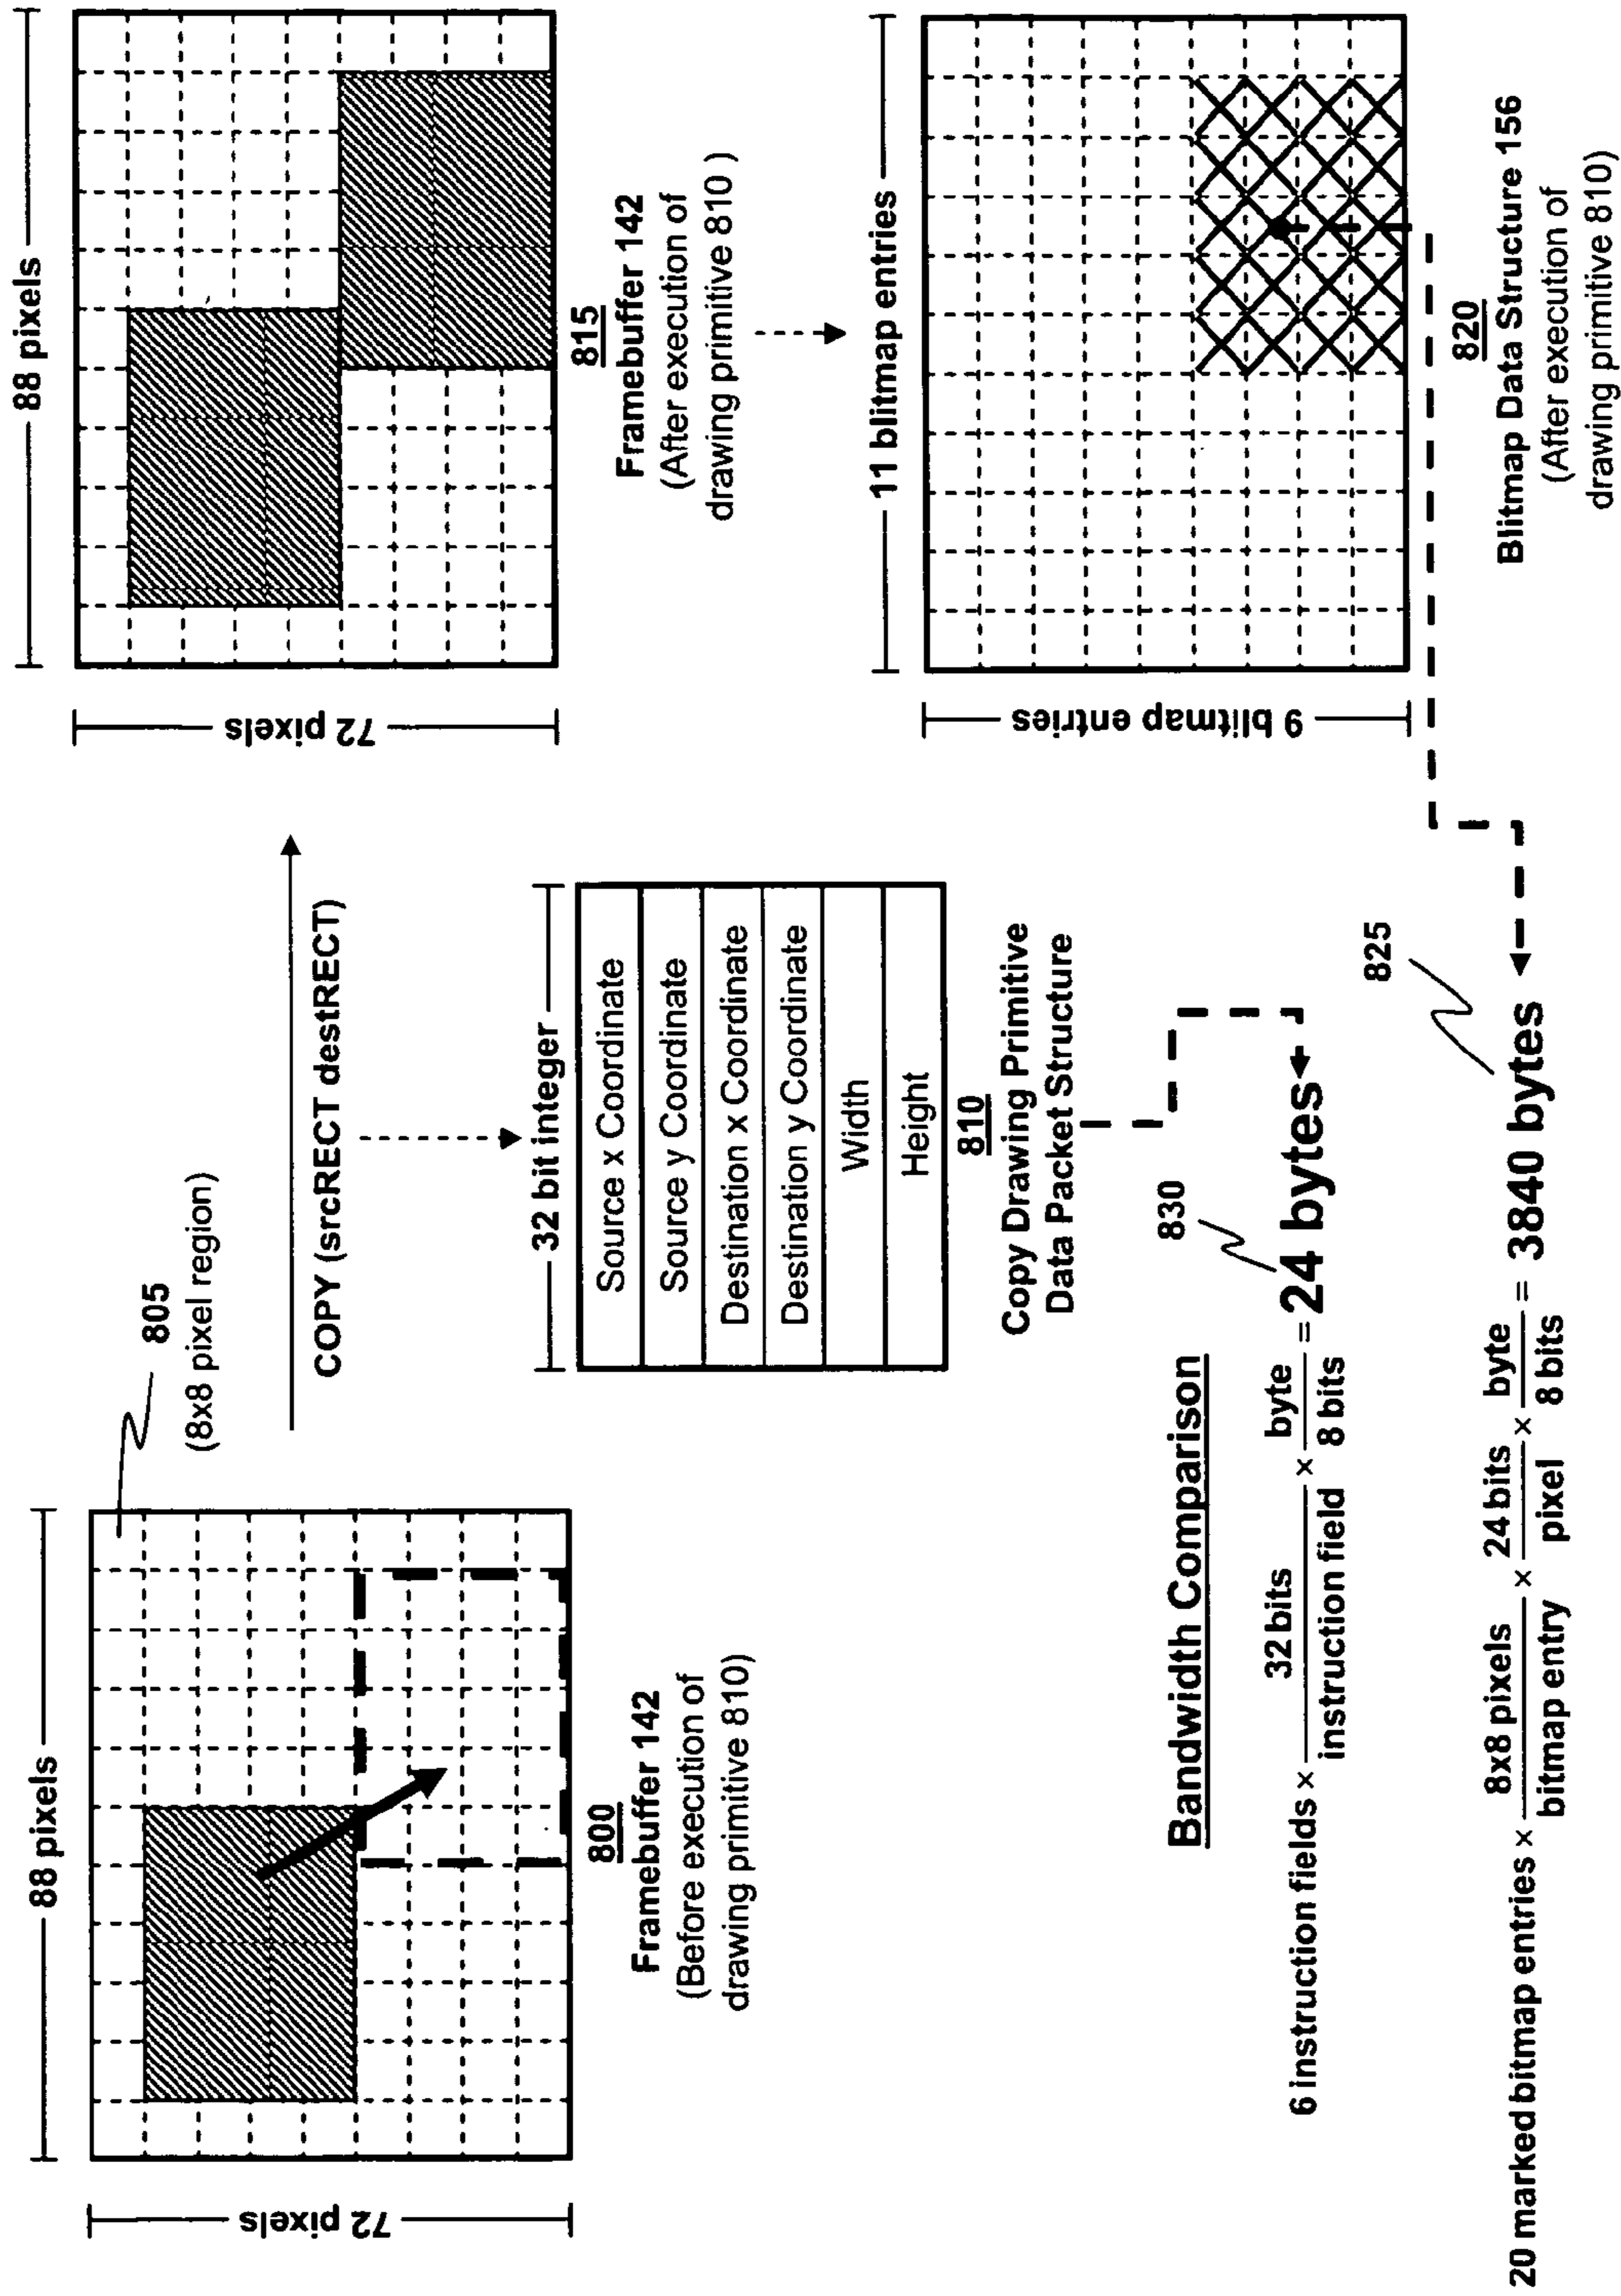 88 pixels
72 pixels
805
(8x8 pixel region)
800
Framebuffer 142
(Before execution of
drawing primitive 810)
COPY (srcRECT destRECT)
32 bit integer
Source x Coordinate
Source y Coordinate
Destination x Coordinate
Destination y Coordinate
Width
Height
810
Copy Drawing Primitive
Data Packet Structure
88 pixels
72 pixels
815
Framebuffer 142
(After execution of
drawing primitive 810 )
11 blitmap entries
9 blitmap entries
820
Blitmap Data Structure 156
(After execution of
drawing primitive 810)
Bandwidth Comparison
830
6 instruction fields × 32 bits / instruction field × byte / 8 bits = 24 bytes
825
20 marked bitmap entries × 8x8 pixels / bitmap entry × 24 bits / pixel × byte / 8 bits = 3840 bytes